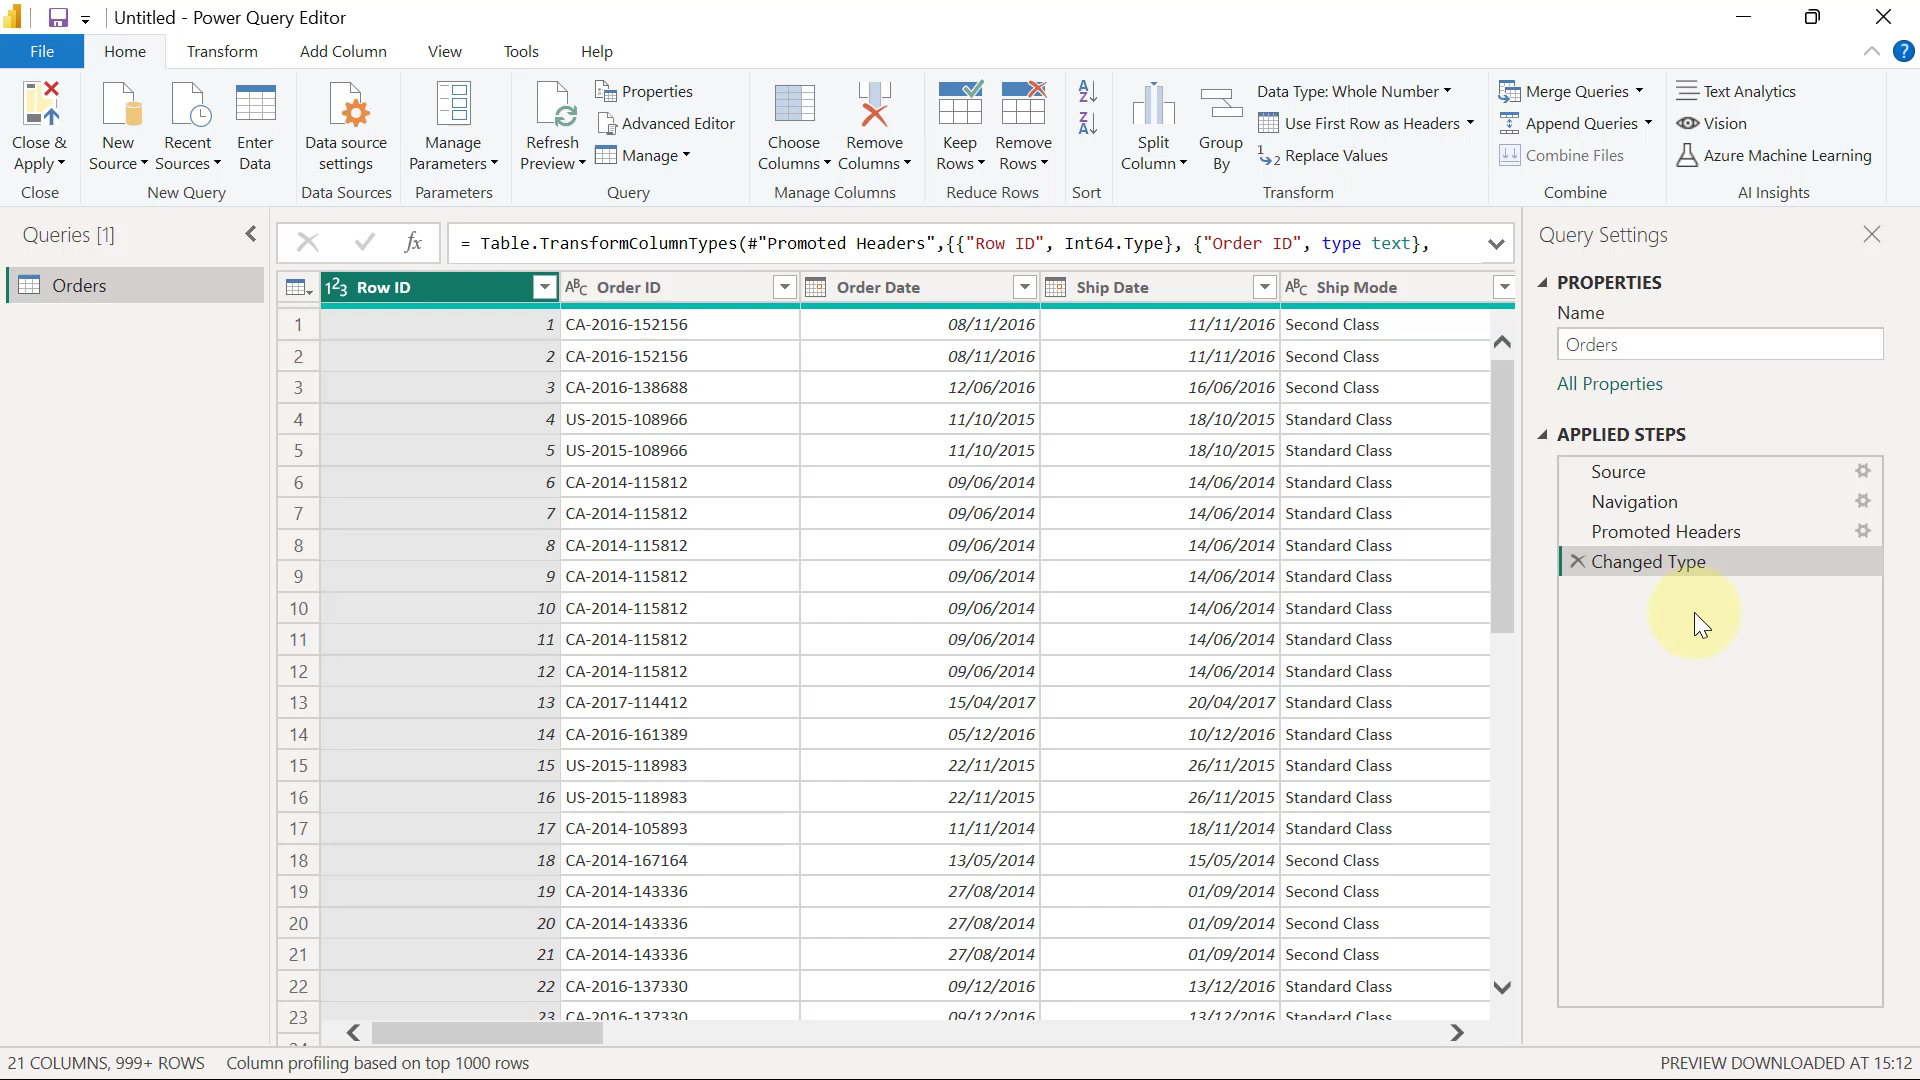 Untitled - Power Query Editor
File Home Transform Add Column View Tools Help
Close & Apply
Close
New Source
Recent Sources
Enter Data
New Query
Data source settings
Data Sources
Manage Parameters
Parameters
Refresh Preview
Properties
Advanced Editor
Manage
Query
Choose Columns
Remove Columns
Manage Columns
Keep Rows
Remove Rows
Reduce Rows
Sort
Split Column
Group By
Data Type: Whole Number
Use First Row as Headers
Replace Values
Transform
Merge Queries
Append Queries
Combine Files
Combine
Text Analytics
Vision
Azure Machine Learning
AI Insights
Queries [1]
Orders
fx = Table.TransformColumnTypes(#"Promoted Headers",{{"Row ID", Int64.Type}, {"Order ID", type text},
123 Row ID ABC Order ID Order Date Ship Date ABC Ship Mode
1 1 CA-2016-152156 08/11/2016 11/11/2016 Second Class
2 2 CA-2016-152156 08/11/2016 11/11/2016 Second Class
3 3 CA-2016-138688 12/06/2016 16/06/2016 Second Class
4 4 US-2015-108966 11/10/2015 18/10/2015 Standard Class
5 5 US-2015-108966 11/10/2015 18/10/2015 Standard Class
6 6 CA-2014-115812 09/06/2014 14/06/2014 Standard Class
7 7 CA-2014-115812 09/06/2014 14/06/2014 Standard Class
8 8 CA-2014-115812 09/06/2014 14/06/2014 Standard Class
9 9 CA-2014-115812 09/06/2014 14/06/2014 Standard Class
10 10 CA-2014-115812 09/06/2014 14/06/2014 Standard Class
11 11 CA-2014-115812 09/06/2014 14/06/2014 Standard Class
12 12 CA-2014-115812 09/06/2014 14/06/2014 Standard Class
13 13 CA-2017-114412 15/04/2017 20/04/2017 Standard Class
14 14 CA-2016-161389 05/12/2016 10/12/2016 Standard Class
15 15 US-2015-118983 22/11/2015 26/11/2015 Standard Class
16 16 US-2015-118983 22/11/2015 26/11/2015 Standard Class
17 17 CA-2014-105893 11/11/2014 18/11/2014 Standard Class
18 18 CA-2014-167164 13/05/2014 15/05/2014 Second Class
19 19 CA-2014-143336 27/08/2014 01/09/2014 Second Class
20 20 CA-2014-143336 27/08/2014 01/09/2014 Second Class
21 21 CA-2014-143336 27/08/2014 01/09/2014 Second Class
22 22 CA-2016-137330 09/12/2016 13/12/2016 Standard Class
23 23 CA-2016-137330 09/12/2016 13/12/2016 Standard Class
Query Settings
PROPERTIES
Name
Orders
All Properties
APPLIED STEPS
Source
Navigation
Promoted Headers
Changed Type
21 COLUMNS, 999+ ROWS Column profiling based on top 1000 rows
PREVIEW DOWNLOADED AT 15:12